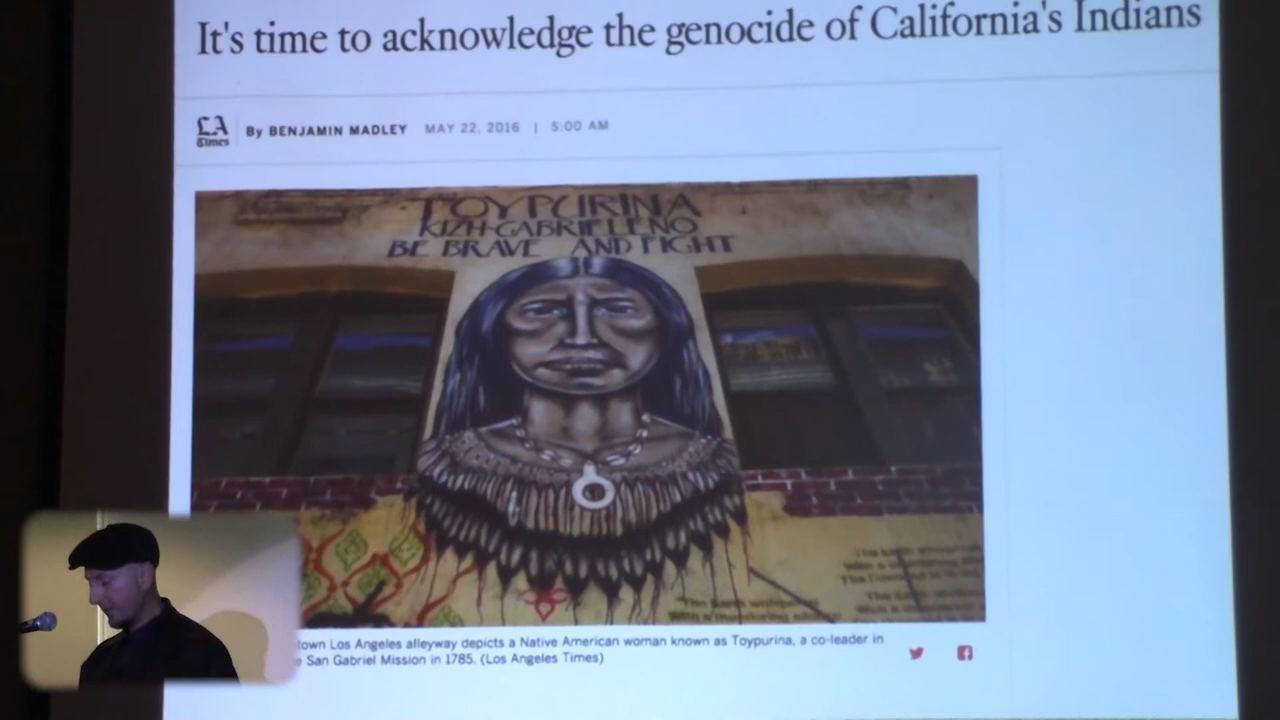 It's time to acknowledge the genocide of California's Indians
LA Times
By BENJAMIN MADLEY MAY 22, 2016 | 5:00 AM
TOYPURINA
KIZH-GABRIELENO
BE BRAVE AND FIGHT
town Los Angeles alleyway depicts a Native American woman known as Toypurina, a co-leader in
San Gabriel Mission in 1785. (Los Angeles Times)